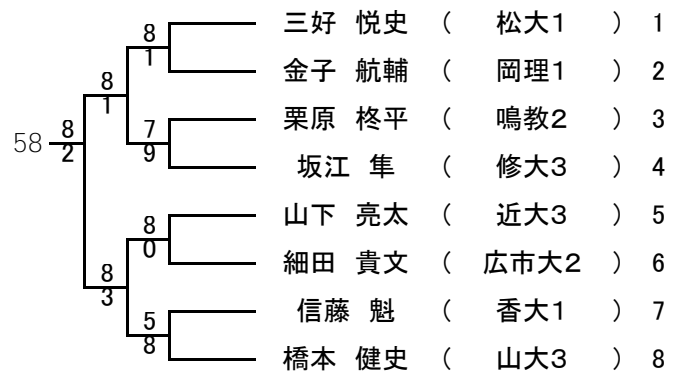 三好 悦史 ( 松大1 ) 1
8
1
金子 航輔 ( 岡理1 ) 2
8
1
栗原 柊平 ( 鳴教2 ) 3
7
9
58
8
2
坂江 隼 ( 修大3 ) 4
山下 亮太 ( 近大3 ) 5
8
0
細田 貴文 ( 広市大2 ) 6
8
3
信藤 魁 ( 香大1 ) 7
5
8
橋本 健史 ( 山大3 ) 8